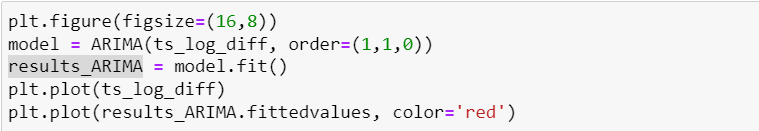 plt.figure(figsize=(16,8))
model = ARIMA(ts_log_diff, order=(1,1,0))
results_ARIMA = model.fit()
plt.plot(ts_log_diff)
plt.plot(results_ARIMA.fittedvalues, color='red')